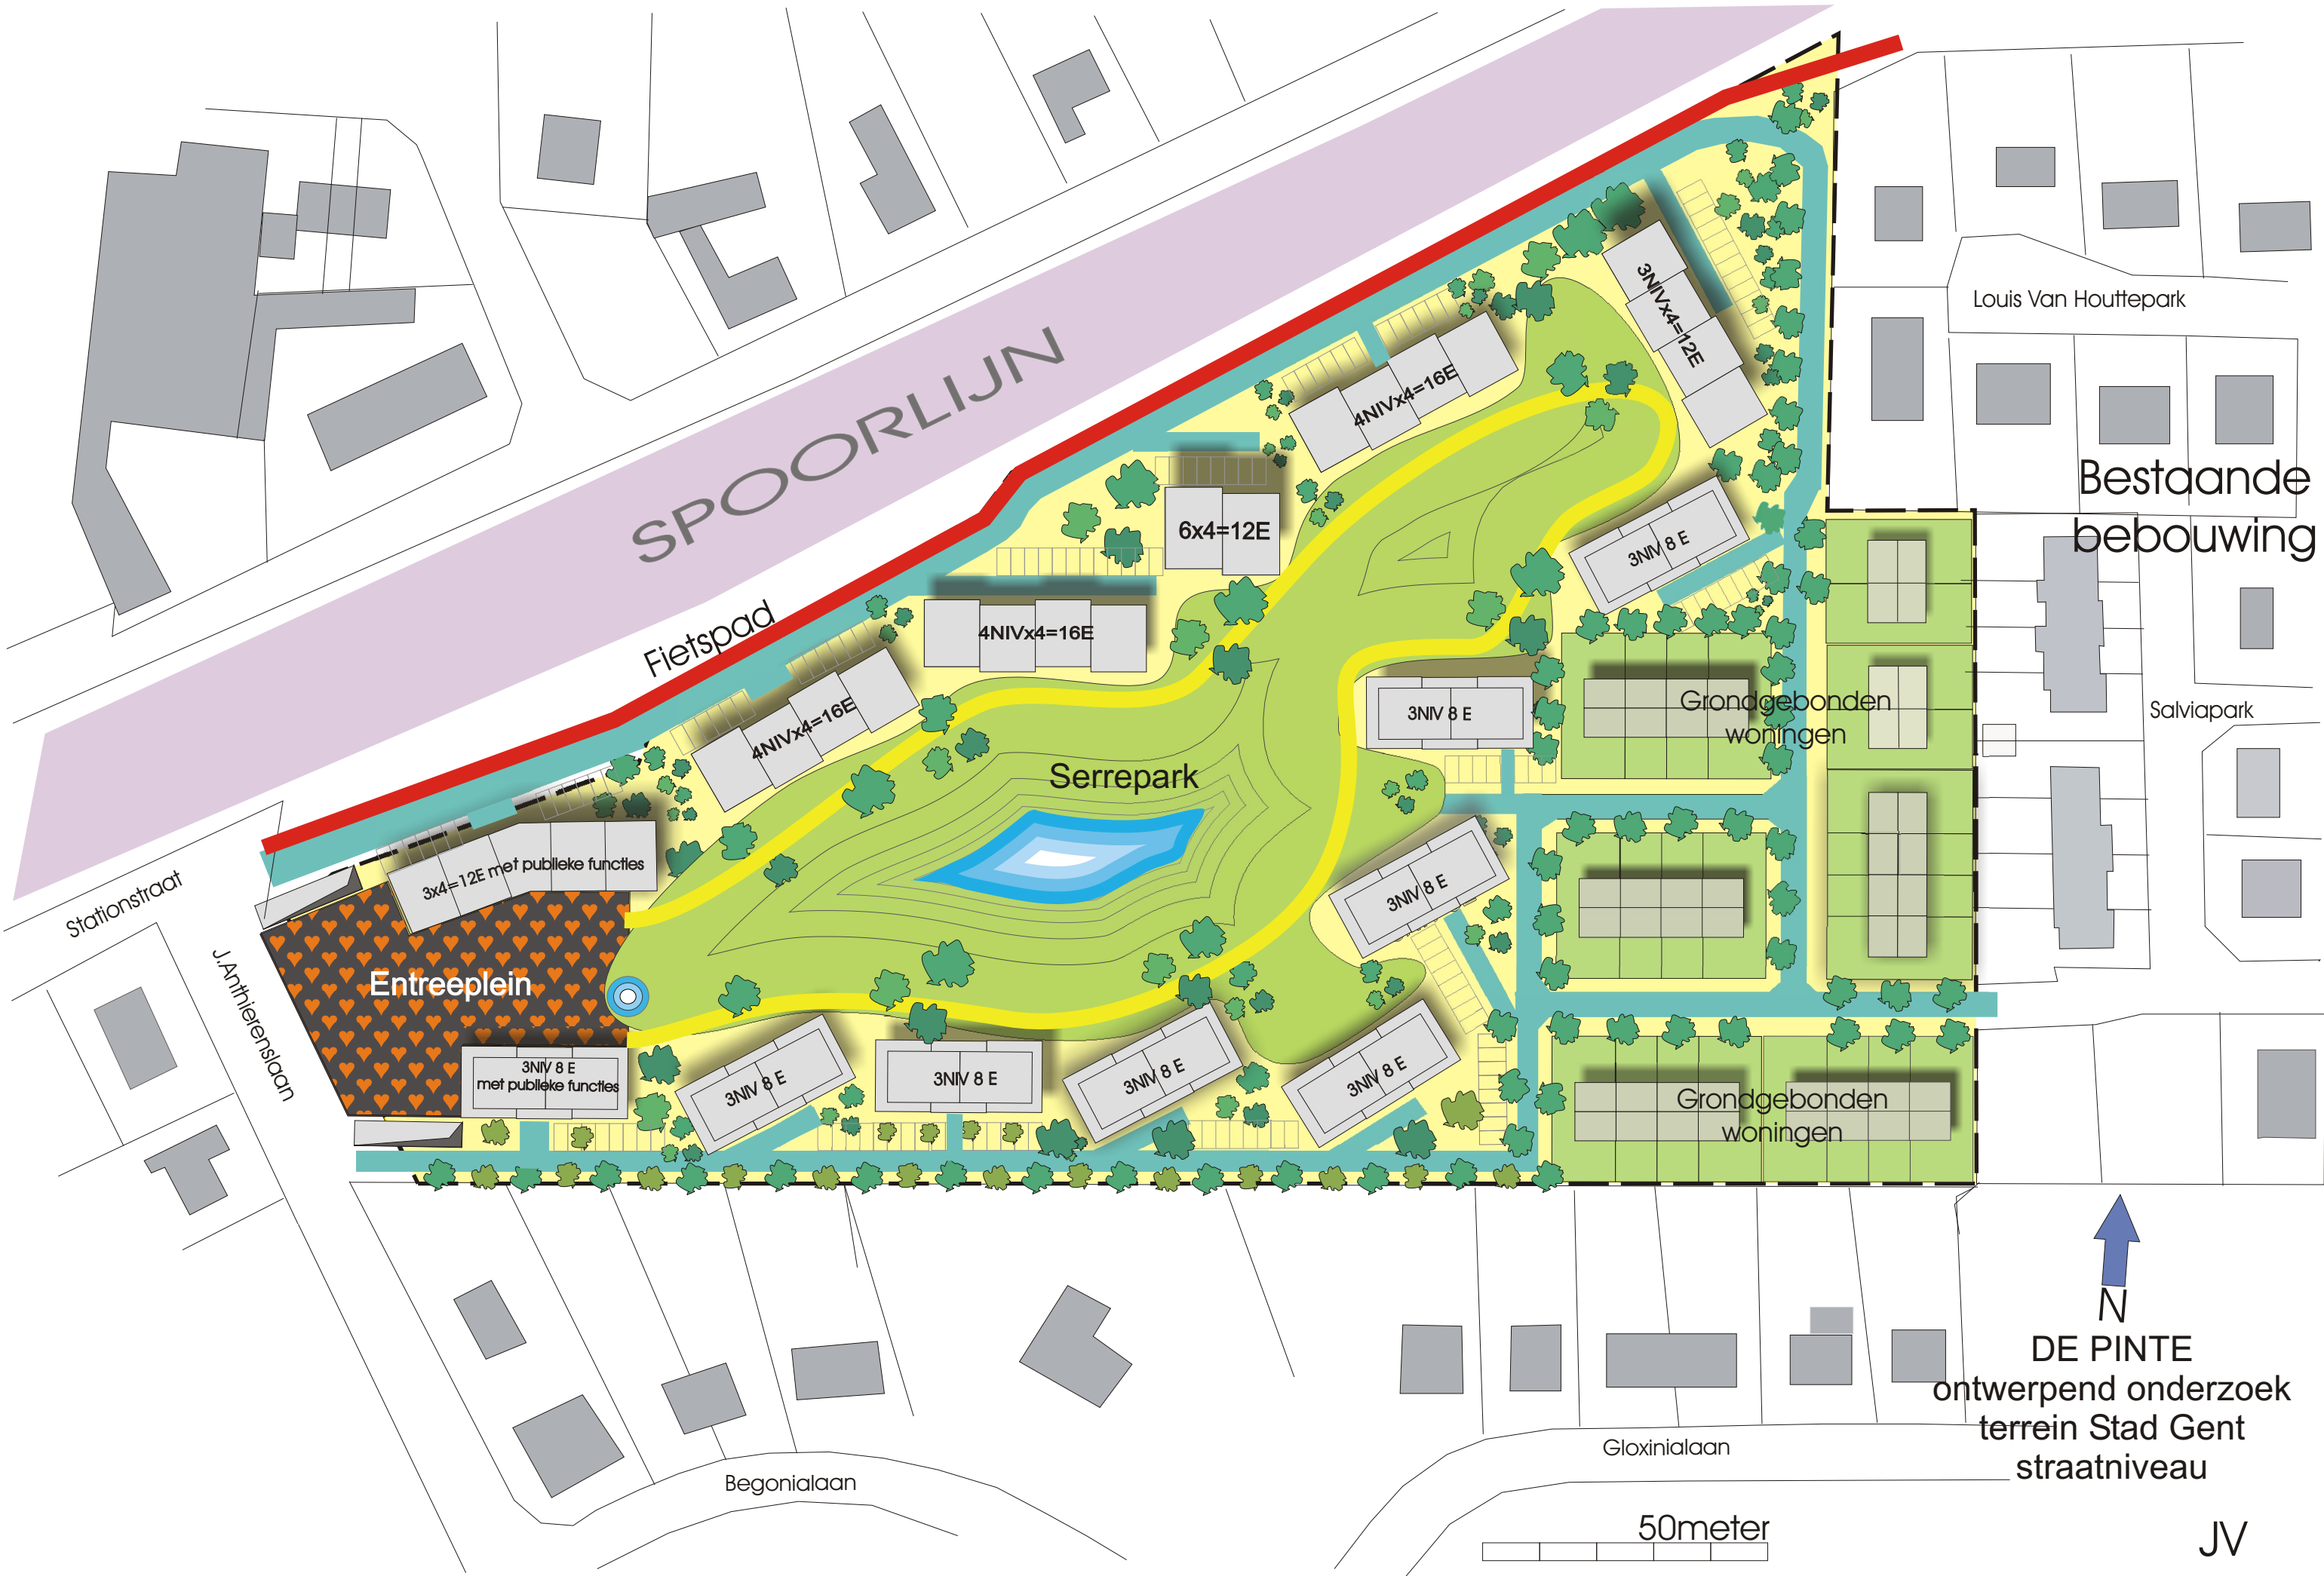 SPOORLIJN
Fietspad
Louis Van Houttepark
Bestaande
bebouwing
Salviapark
3NIVx4=12E
4NIVx4=16E
6x4=12E
4NIVx4=16E
4NIVx4=16E
3x4=12E met publieke functies
3NIV 8 E
3NIV 8 E
3NIV 8 E
Grondgebonden
woningen
Serrepark
Stationstraat
J.Anthierenslaan
Entreeplein
3NIV 8 E
met publieke functies
3NIV 8 E
3NIV 8 E
3NIV 8 E
3NIV 8 E
Grondgebonden
woningen
N
DE PINTE
ontwerpend onderzoek
terrein Stad Gent
straatniveau
Begonialaan
Gloxinialaan
50meter
JV